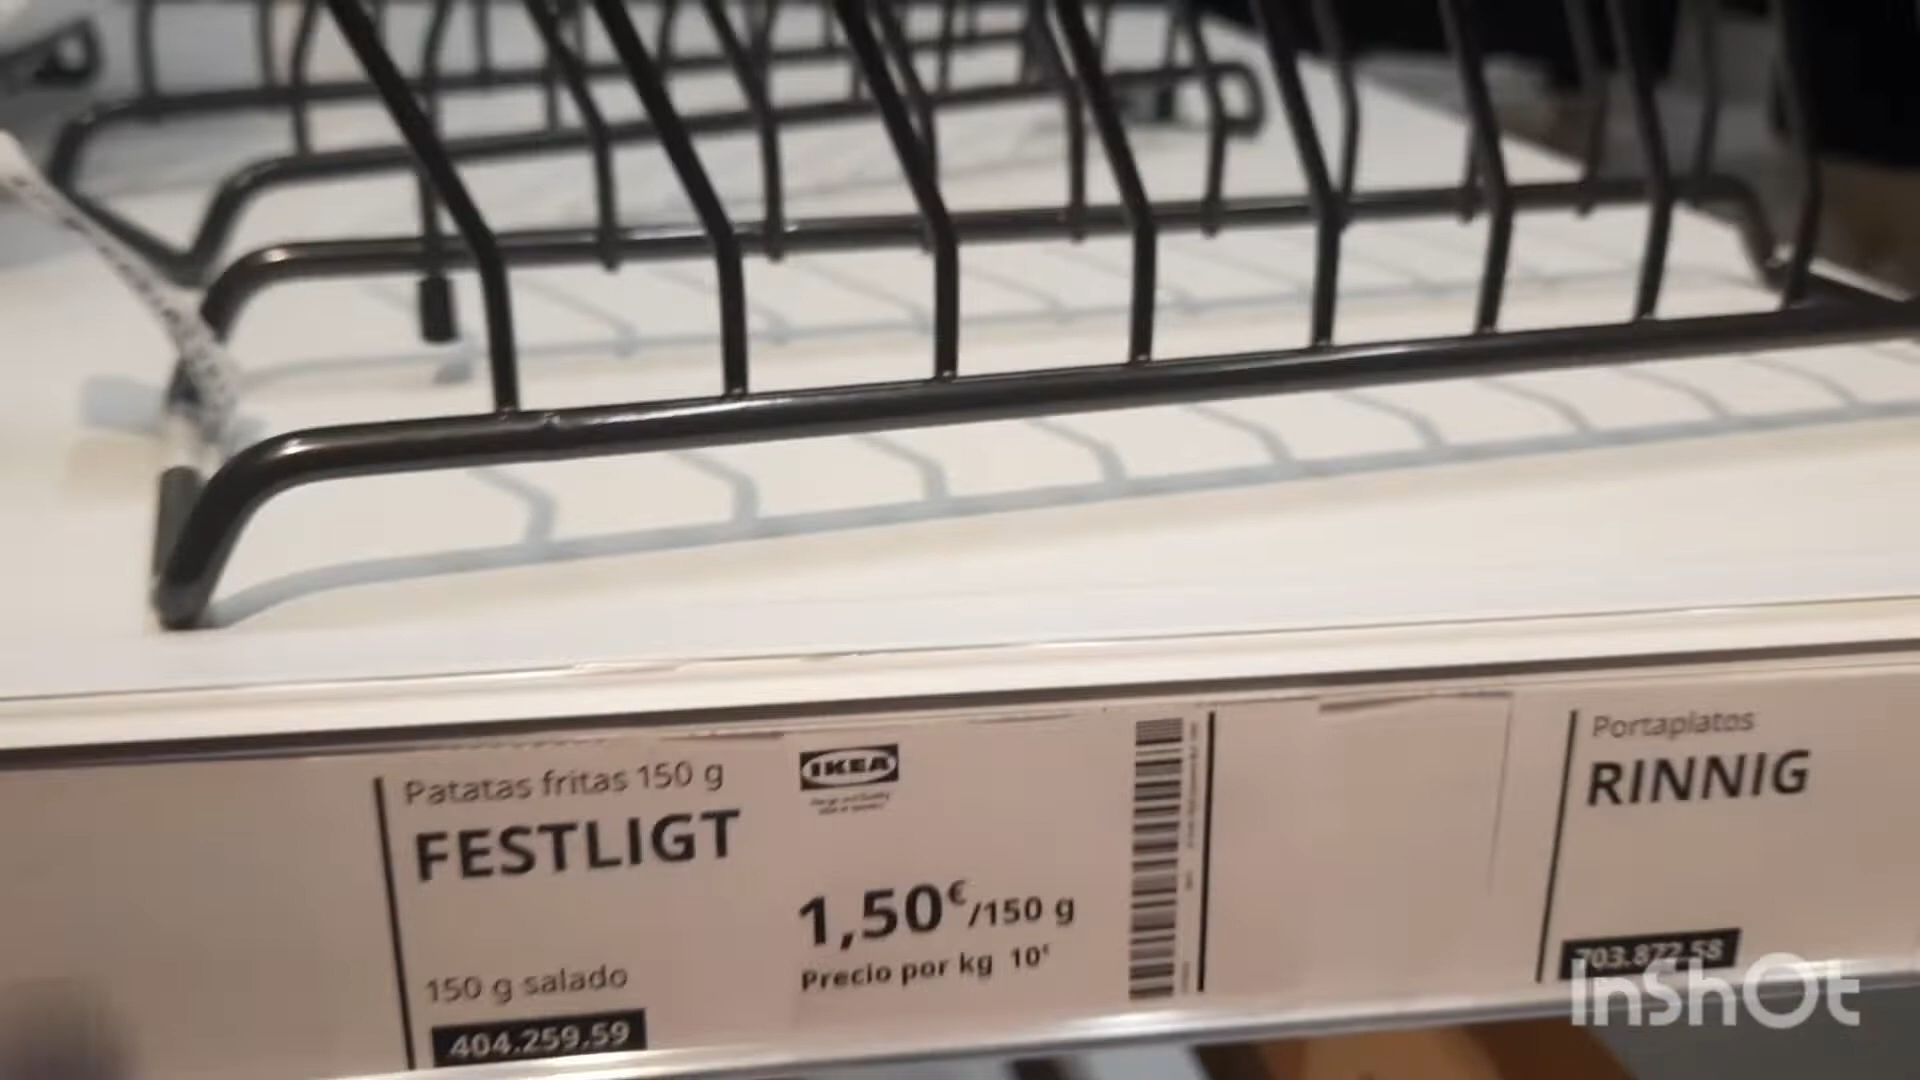 Patatas fritas 150 g
FESTLIGT
150 g salado
404.259.59
IKEA
1,50€/150 g
Precio por kg 10€
Portaplatos
RINNIG
703.872.58
InShOt